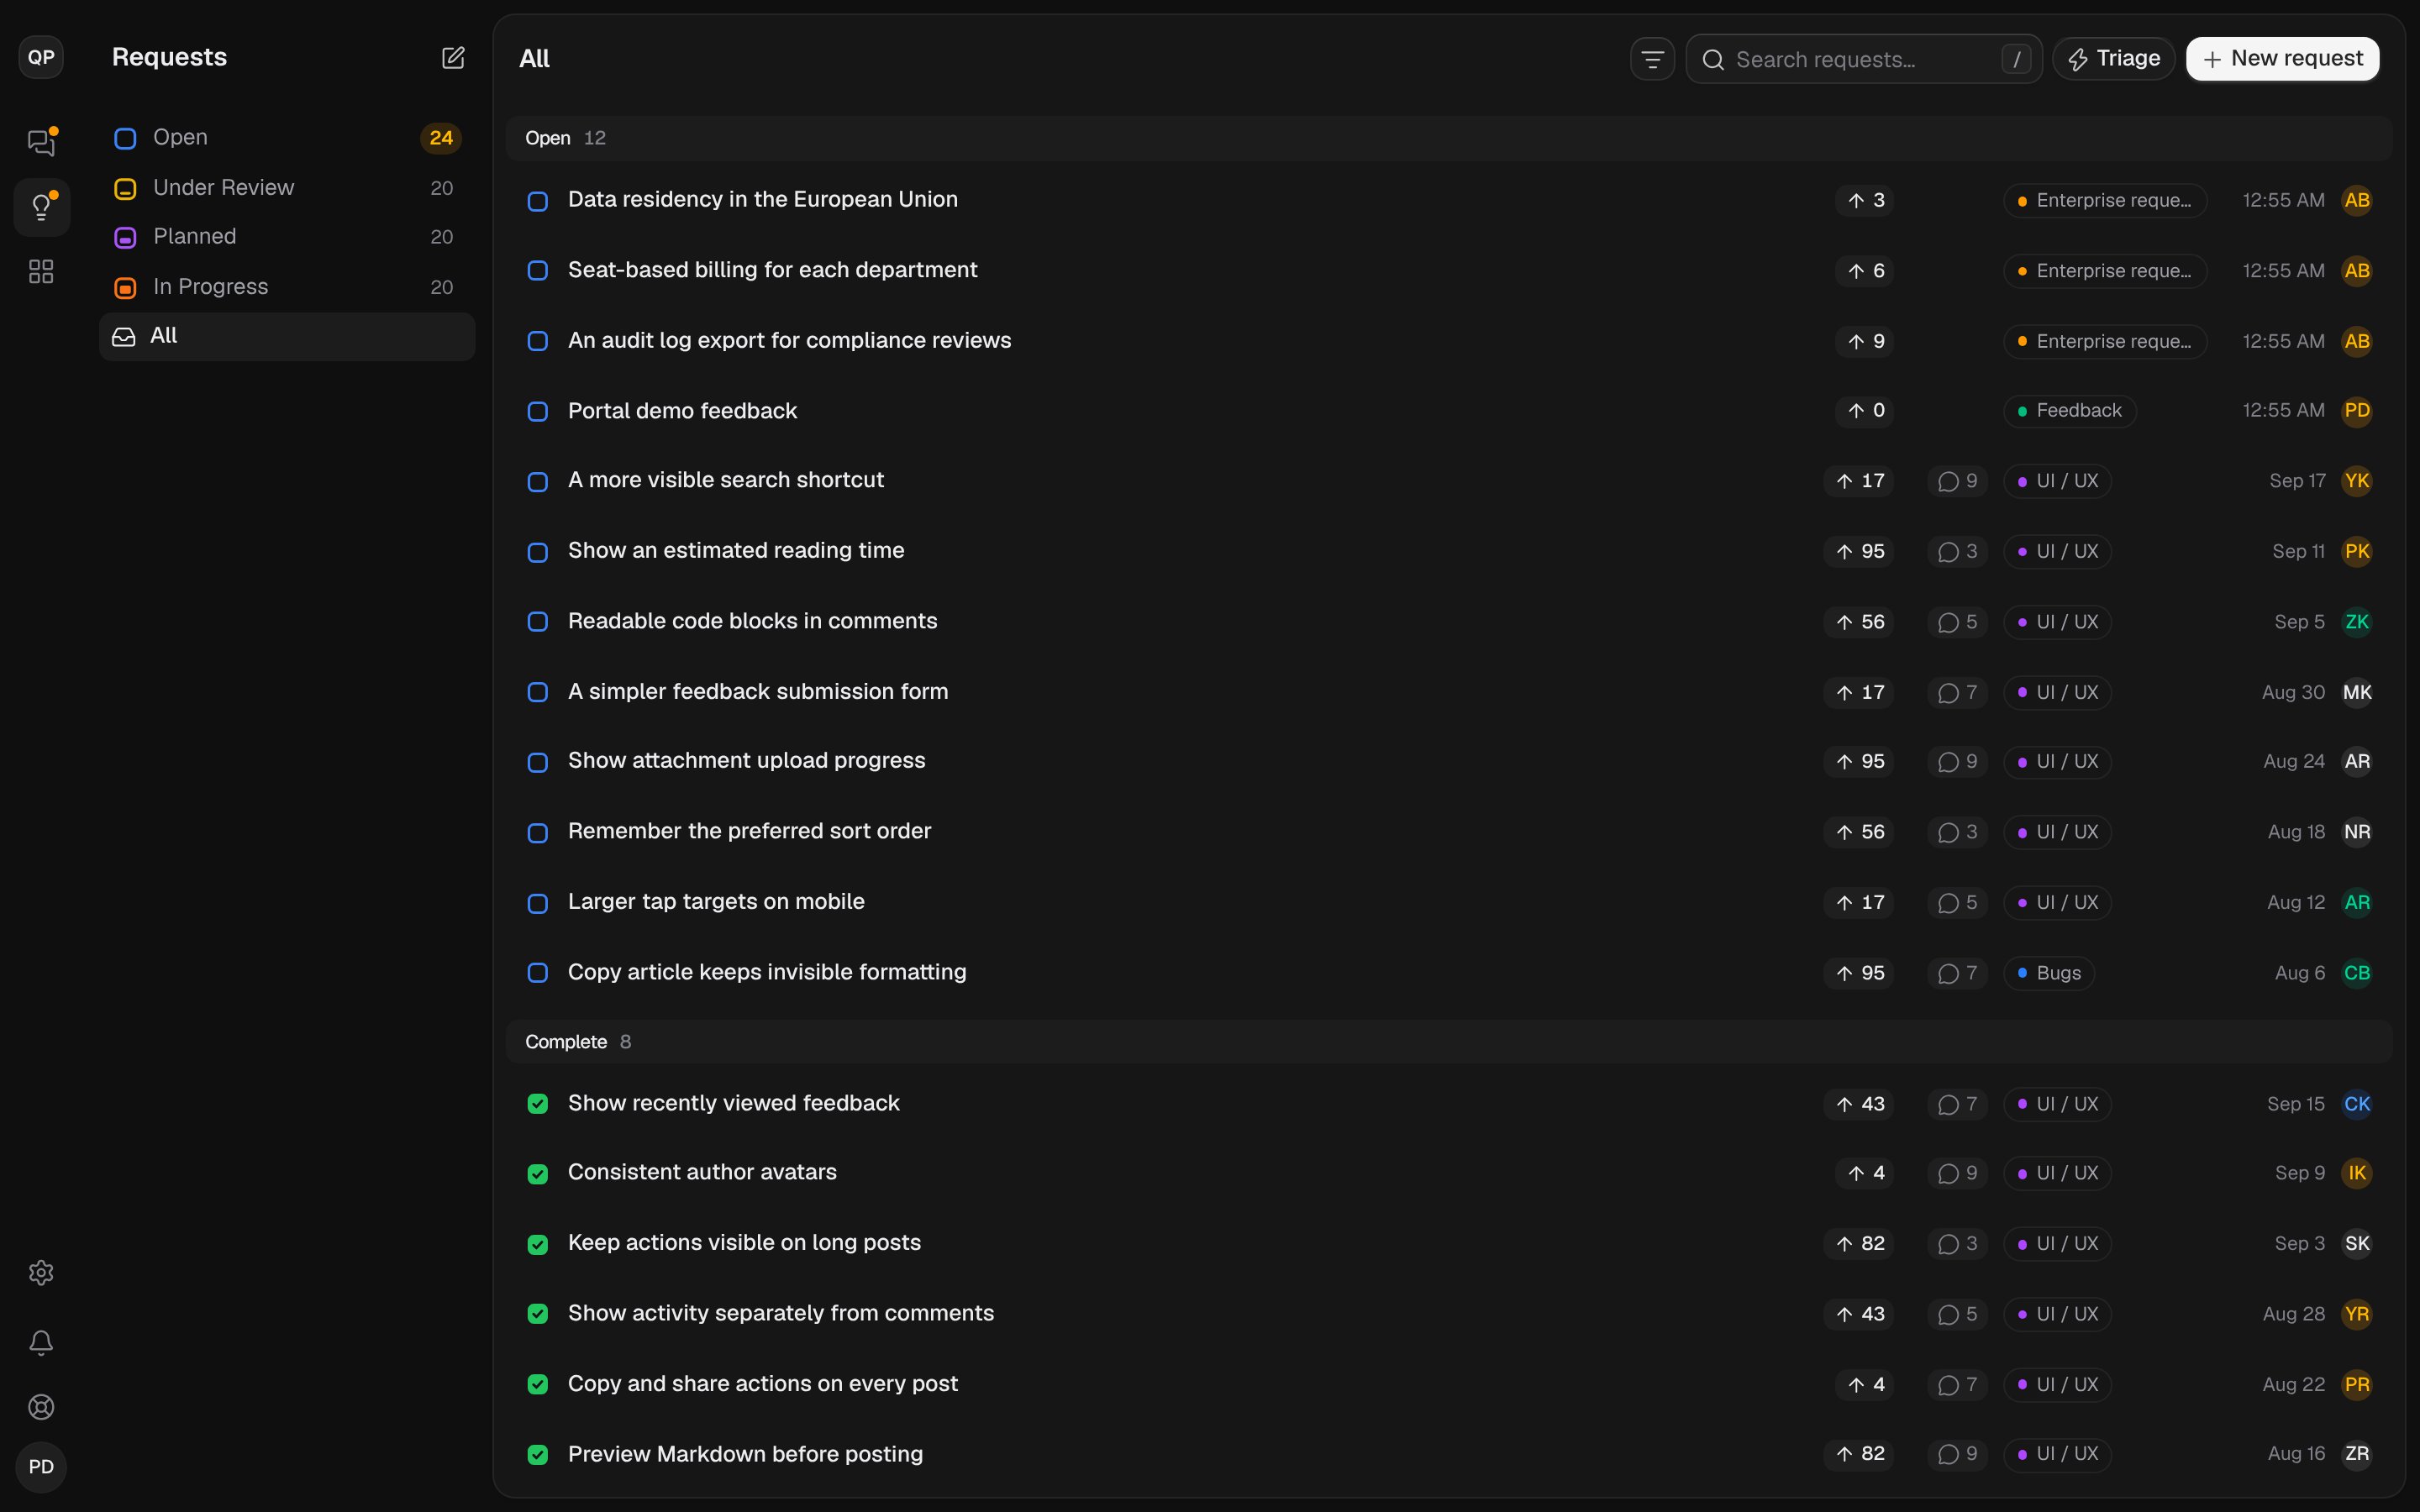 QP
Requests
Open 24
Under Review 20
Planned 20
In Progress 20
All
PD
All
Search requests... /
Triage
New request
Open 12
Data residency in the European Union 3 Enterprise reque... 12:55 AM AB
Seat-based billing for each department 6 Enterprise reque... 12:55 AM AB
An audit log export for compliance reviews 9 Enterprise reque... 12:55 AM AB
Portal demo feedback 0 Feedback 12:55 AM PD
A more visible search shortcut 17 9 UI / UX Sep 17 YK
Show an estimated reading time 95 3 UI / UX Sep 11 PK
Readable code blocks in comments 56 5 UI / UX Sep 5 ZK
A simpler feedback submission form 17 7 UI / UX Aug 30 MK
Show attachment upload progress 95 9 UI / UX Aug 24 AR
Remember the preferred sort order 56 3 UI / UX Aug 18 NR
Larger tap targets on mobile 17 5 UI / UX Aug 12 AR
Copy article keeps invisible formatting 95 7 Bugs Aug 6 CB
Complete 8
Show recently viewed feedback 43 7 UI / UX Sep 15 CK
Consistent author avatars 4 9 UI / UX Sep 9 IK
Keep actions visible on long posts 82 3 UI / UX Sep 3 SK
Show activity separately from comments 43 5 UI / UX Aug 28 YR
Copy and share actions on every post 4 7 UI / UX Aug 22 PR
Preview Markdown before posting 82 9 UI / UX Aug 16 ZR